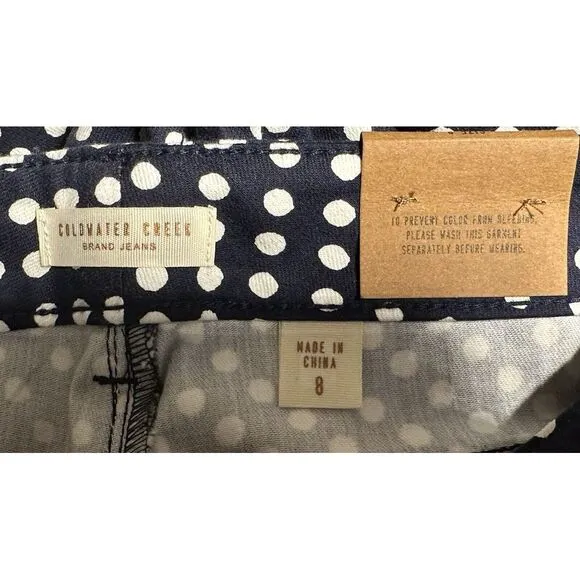 COLDWATER CREEK
BRAND JEANS
TO PREVENT COLOR FROM BLEEDING,
PLEASE WASH THIS GARMENT
SEPARATELY BEFORE WEARING.
MADE IN
CHINA
8